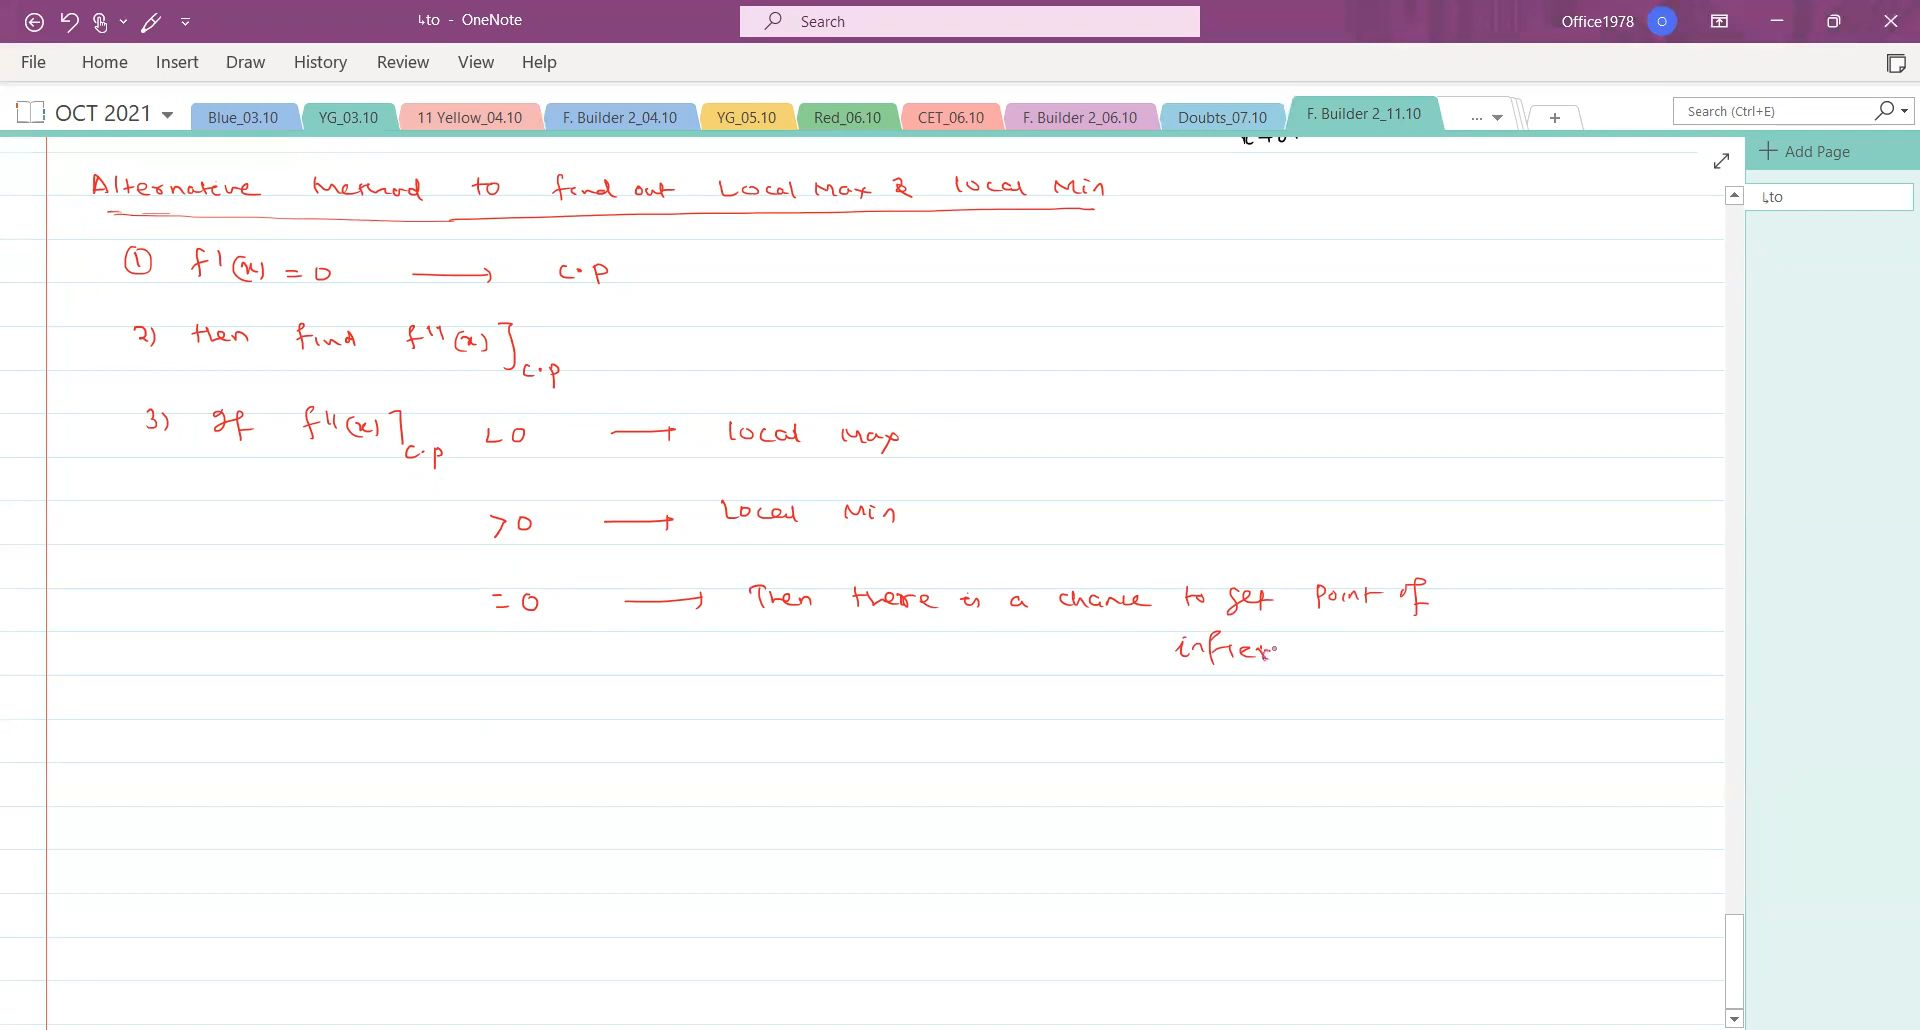 ↳to - OneNote
Search
Office1978
O
File Home Insert Draw History Review View Help
OCT 2021
Blue_03.10
YG_03.10
11 Yellow_04.10
F. Builder 2_04.10
YG_05.10
Red_06.10
CET_06.10
F. Builder 2_06.10
Doubts_07.10
F. Builder 2_11.10
...
Search (Ctrl+E)
Add Page
↳to
Alternative Method to find out Local Max & local Min
① f'(x) = 0 → c.p
2) then find f''(x)]c.p
3) If f''(x)]c.p < 0 → local Max
> 0 → Local Min
= 0 → Then there is a chance to get Point of